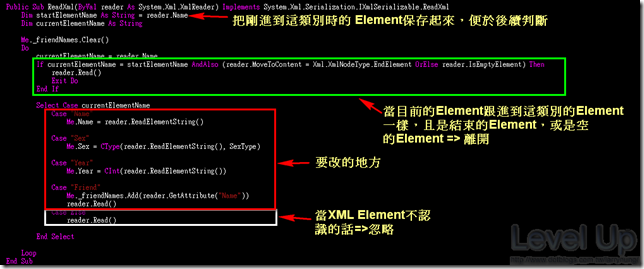 Public Sub ReadXml(ByVal reader As System.Xml.XmlReader) Implements System.Xml.Serialization.IXmlSerializable.ReadXml
Dim startElementName As String = reader.Name
把剛進到這類別時的 Element保存起來，便於後續判斷
Dim currentElementName As String
Me._friendNames.Clear()
Do
currentElementName = reader.Name
If currentElementName = startElementName AndAlso (reader.MoveToContent = Xml.XmlNodeType.EndElement OrElse reader.IsEmptyElement) Then
reader.Read()
Exit Do
End If
當目前的Element跟進到這類別的Element
一樣，且是結束的Element，或是空
的Element => 離開
Select Case currentElementName
Case "Name"
Me.Name = reader.ReadElementString()
Case "Sex"
Me.Sex = CType(reader.ReadElementString(), SexType)
要改的地方
Case "Year"
Me.Year = CInt(reader.ReadElementString())
Case "Friend"
Me._friendNames.Add(reader.GetAttribute("Name"))
reader.Read()
Case Else
reader.Read()
當XML Element不認
識的話=>忽略
End Select
Loop
End Sub
Level Up